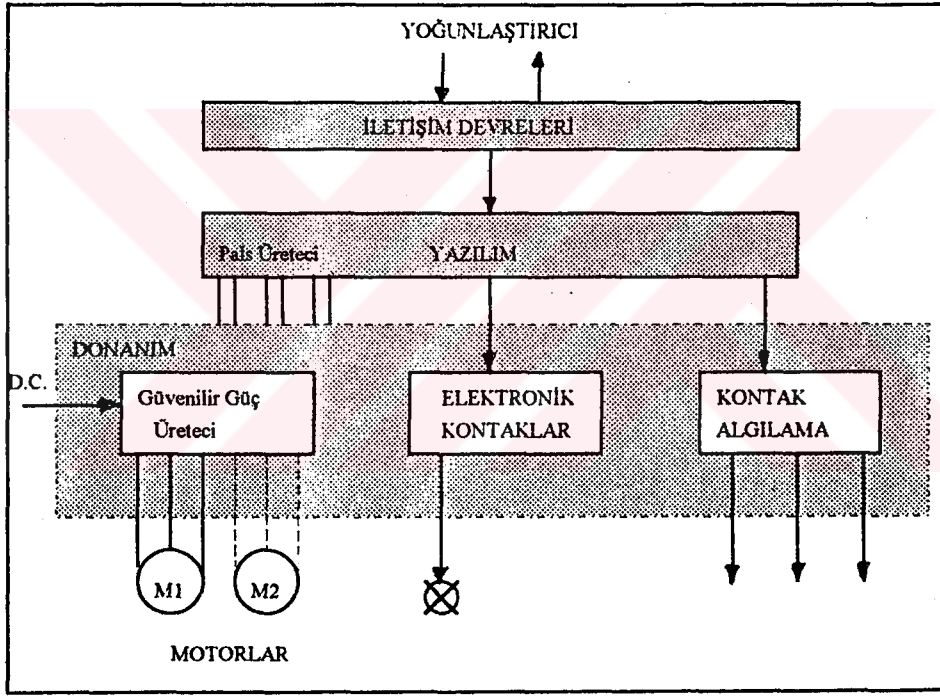 YOĞUNLAŞTIRICI
İLETİŞİM DEVRELERİ
Pals Üreteci YAZILIM
DONANIM
D.C.
Güvenilir Güç
Üreteci
ELEKTRONİK
KONTAKLAR
KONTAK
ALGILAMA
M1 M2
MOTORLAR